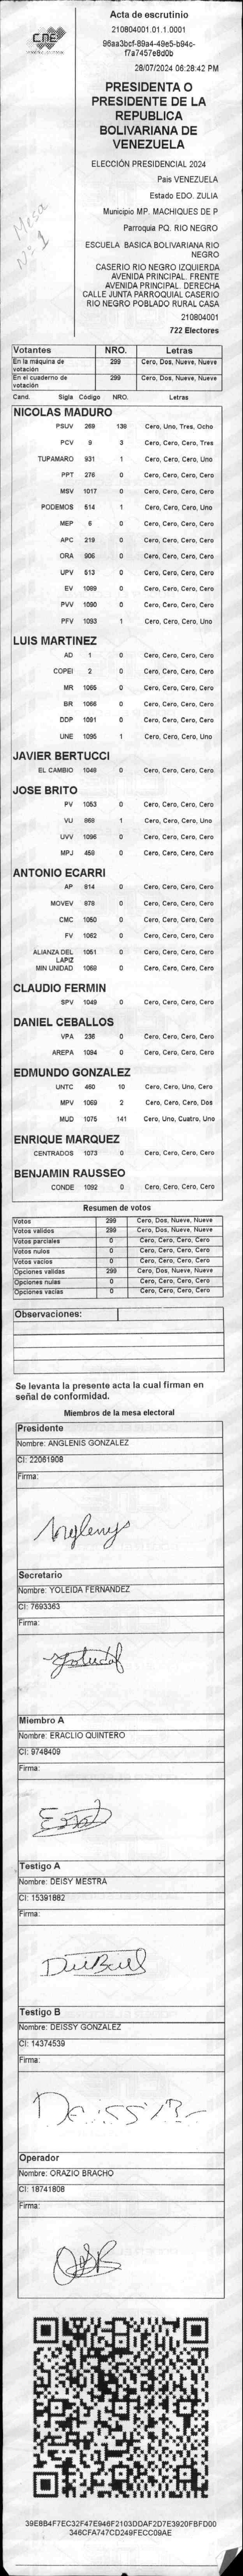 CNE
Acta de escrutinio
210804001.01.1.0001
96aa3bcf-89a4-49e5-b94c-
f7a7457e8d0b
28/07/2024 06:28:42 PM
PRESIDENTA O
PRESIDENTE DE LA
REPUBLICA
BOLIVARIANA DE
VENEZUELA
ELECCIÓN PRESIDENCIAL 2024
Pais VENEZUELA
Estado EDO. ZULIA
Municipio MP. MACHIQUES DE P
Parroquia PQ. RIO NEGRO
Mesa
Nº 1
ESCUELA BASICA BOLIVARIANA RIO
NEGRO
CASERIO RIO NEGRO IZQUIERDA
AVENIDA PRINCIPAL. FRENTE
AVENIDA PRINCIPAL. DERECHA
CALLE JUNTA PARROQUIAL CASERIO
RIO NEGRO POBLADO RURAL CASA
210804001
722 Electores
Votantes NRO. Letras
En la máquina de votación 299 Cero, Dos, Nueve, Nueve
En el cuaderno de votación 299 Cero, Dos, Nueve, Nueve
Cand. Sigla Código NRO. Letras
NICOLAS MADURO
PSUV 269 138 Cero, Uno, Tres, Ocho
PCV 9 3 Cero, Cero, Cero, Tres
TUPAMARO 931 1 Cero, Cero, Cero, Uno
PPT 276 0 Cero, Cero, Cero, Cero
MSV 1017 0 Cero, Cero, Cero, Cero
PODEMOS 514 1 Cero, Cero, Cero, Uno
MEP 6 0 Cero, Cero, Cero, Cero
APC 219 0 Cero, Cero, Cero, Cero
ORA 906 0 Cero, Cero, Cero, Cero
UPV 513 0 Cero, Cero, Cero, Cero
EV 1089 0 Cero, Cero, Cero, Cero
PVV 1090 0 Cero, Cero, Cero, Cero
PFV 1093 1 Cero, Cero, Cero, Uno
LUIS MARTINEZ
AD 1 0 Cero, Cero, Cero, Cero
COPEI 2 0 Cero, Cero, Cero, Cero
MR 1055 0 Cero, Cero, Cero, Cero
BR 1066 0 Cero, Cero, Cero, Cero
DDP 1091 0 Cero, Cero, Cero, Cero
UNE 1095 1 Cero, Cero, Cero, Uno
JAVIER BERTUCCI
EL CAMBIO 1048 0 Cero, Cero, Cero, Cero
JOSE BRITO
PV 1053 0 Cero, Cero, Cero, Cero
VU 868 1 Cero, Cero, Cero, Uno
UVV 1096 0 Cero, Cero, Cero, Cero
MPJ 459 0 Cero, Cero, Cero, Cero
ANTONIO ECARRI
AP 814 0 Cero, Cero, Cero, Cero
MOVEV 978 0 Cero, Cero, Cero, Cero
CMC 1050 0 Cero, Cero, Cero, Cero
FV 1062 0 Cero, Cero, Cero, Cero
ALIANZA DEL LAPIZ 1051 0 Cero, Cero, Cero, Cero
MIN UNIDAD 1069 0 Cero, Cero, Cero, Cero
CLAUDIO FERMIN
SPV 1049 0 Cero, Cero, Cero, Cero
DANIEL CEBALLOS
VPA 236 0 Cero, Cero, Cero, Cero
AREPA 1094 0 Cero, Cero, Cero, Cero
EDMUNDO GONZALEZ
UNTC 460 10 Cero, Cero, Uno, Cero
MPV 1059 2 Cero, Cero, Cero, Dos
MUD 1075 141 Cero, Uno, Cuatro, Uno
ENRIQUE MARQUEZ
CENTRADOS 1073 0 Cero, Cero, Cero, Cero
BENJAMIN RAUSSEO
CONDE 1092 0 Cero, Cero, Cero, Cero
Resumen de votos
Votos 299 Cero, Dos, Nueve, Nueve
Votos validos 299 Cero, Dos, Nueve, Nueve
Votos parciales 0 Cero, Cero, Cero, Cero
Votos nulos 0 Cero, Cero, Cero, Cero
Votos vacios 0 Cero, Cero, Cero, Cero
Opciones validas 299 Cero, Dos, Nueve, Nueve
Opciones nulas 0 Cero, Cero, Cero, Cero
Opciones vacias 0 Cero, Cero, Cero, Cero
Observaciones:
Se levanta la presente acta la cual firman en
señal de conformidad.
Miembros de la mesa electoral
Presidente
Nombre: ANGLENIS GONZALEZ
CI: 22061908
Firma:
Anglenys
Secretario
Nombre: YOLEIDA FERNANDEZ
CI: 7693363
Firma:
Miembro A
Nombre: ERACLIO QUINTERO
CI: 9748409
Firma:
Testigo A
Nombre: DEISY MESTRA
CI: 15391882
Firma:
Testigo B
Nombre: DEISSY GONZALEZ
CI: 14374539
Firma:
Operador
Nombre: ORAZIO BRACHO
CI: 18741808
Firma:
39E8B4F7EC32F47E946F2103DDAF2D7E3920FBFD00
346CFA747CD249FECC09AE